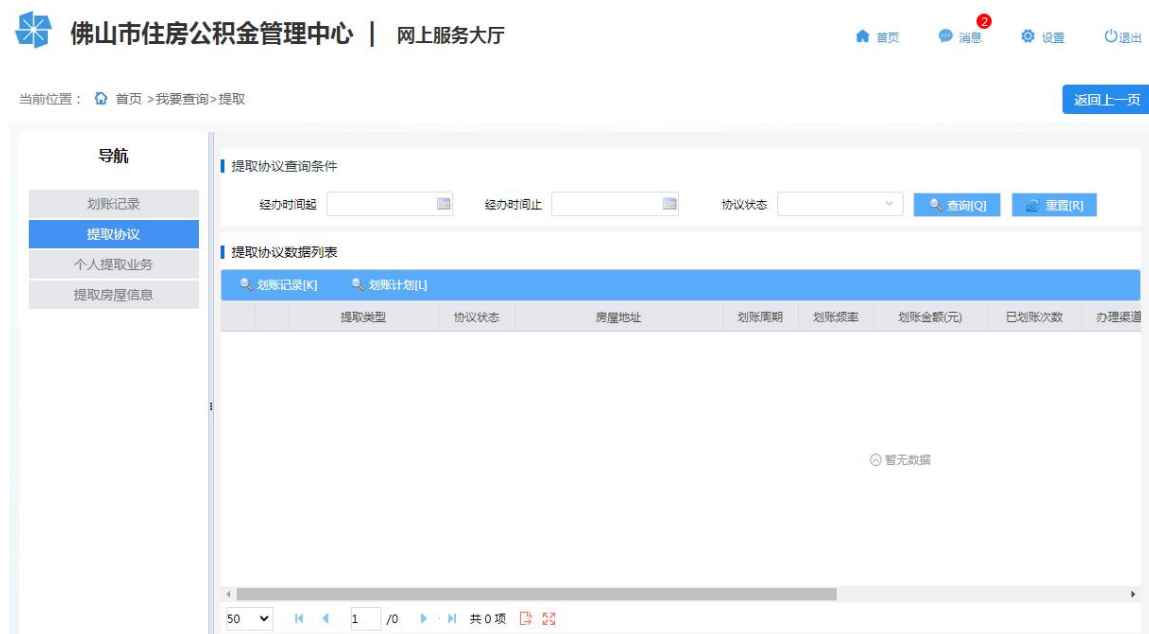 佛山市住房公积金管理中心 | 网上服务大厅
首页 消息 2 设置 退出
当前位置： 首页 >我要查询>提取 返回上一页
导航
划账记录
提取协议
个人提取业务
提取房屋信息
提取协议查询条件
经办时间起 经办时间止 协议状态 查询[Q] 重置[R]
提取协议数据列表
划账记录[K] 划账计划[L]
提取类型 协议状态 房屋地址 划账周期 划账频率 划账金额(元) 已划账次数 办理渠道
暂无数据
50 1 /0 共 0 项